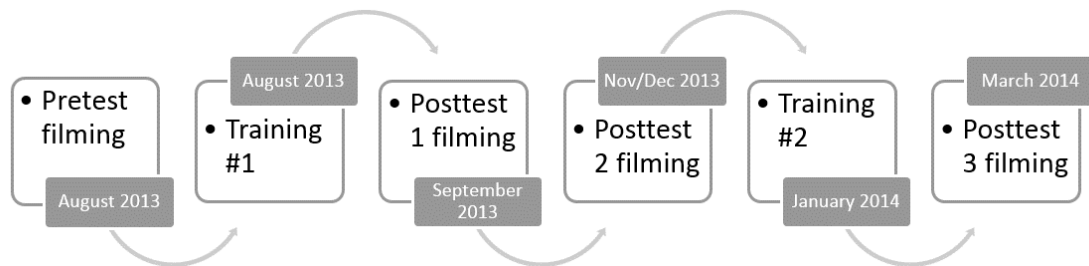 • Pretest
filming
August 2013
August 2013
• Training
#1
• Posttest
1 filming
September
2013
Nov/Dec 2013
• Posttest
2 filming
• Training
#2
January 2014
March 2014
• Posttest
3 filming